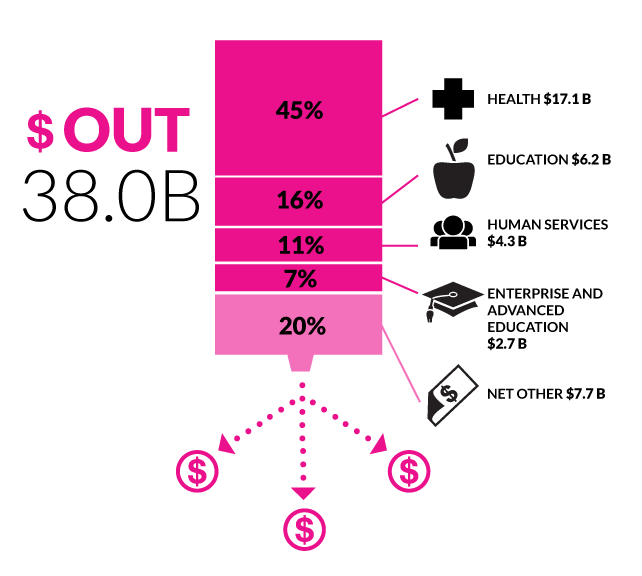 $ OUT
38.0B
45%
HEALTH $17.1 B
16%
EDUCATION $6.2 B
11%
HUMAN SERVICES
$4.3 B
7%
ENTERPRISE AND
ADVANCED
EDUCATION
$2.7 B
20%
NET OTHER $7.7 B
$
$
$
$